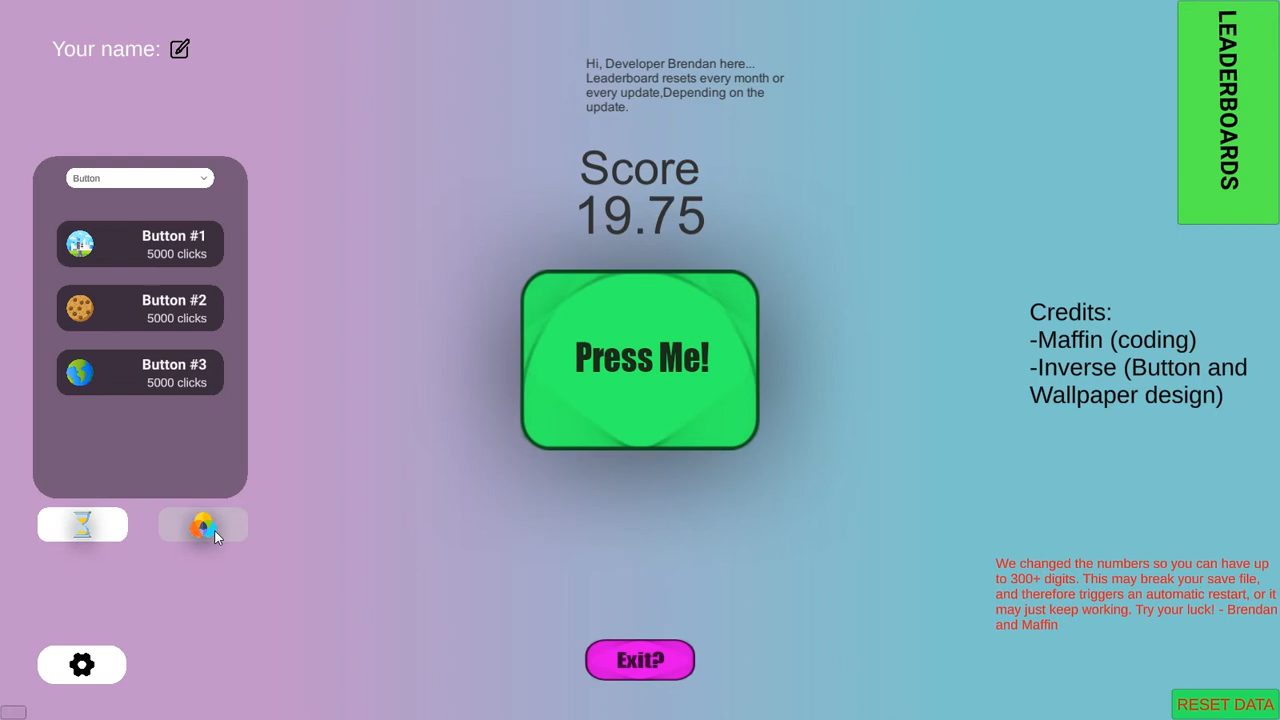 Your name:
Hi, Developer Brendan here...
Leaderboard resets every month or
every update,Depending on the
update.
LEADERBOARDS
Score
19.75
Button
Button #1
5000 clicks
Button #2
5000 clicks
Button #3
5000 clicks
Press Me!
Credits:
-Maffin (coding)
-Inverse (Button and
Wallpaper design)
We changed the numbers so you can have up
to 300+ digits. This may break your save file,
and therefore triggers an automatic restart, or it
may just keep working. Try your luck! - Brendan
and Maffin
Exit?
RESET DATA